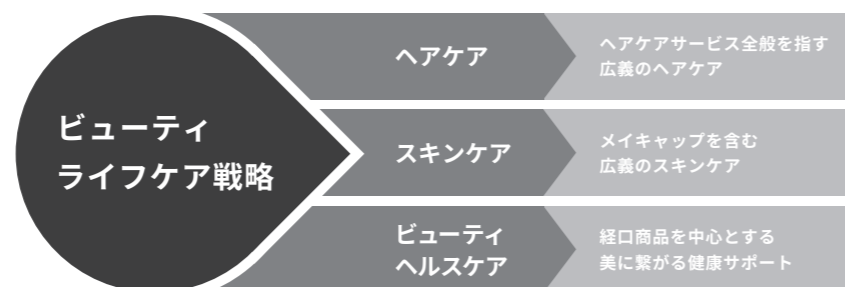 ビューティ
ライフケア戦略
ヘアケア
ヘアケアサービス全般を指す
広義のヘアケア
スキンケア
メイキャップを含む
広義のスキンケア
ビューティ
ヘルスケア
経口商品を中心とする
美に繋がる健康サポート